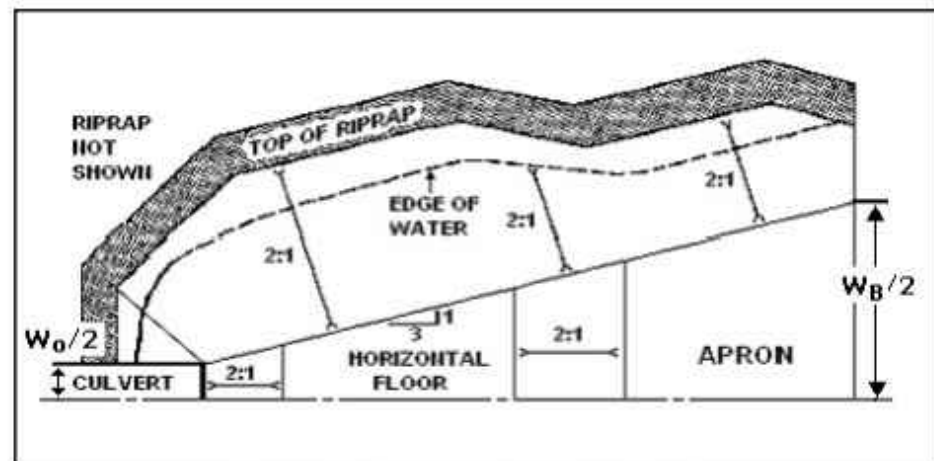 RIPRAP
NOT
SHOWN
TOP OF RIPRAP
EDGE OF
WATER
2:1
2:1
2:1
W₀/2
CULVERT
2:1
3
1
HORIZONTAL
FLOOR
2:1
APRON
W_B/2